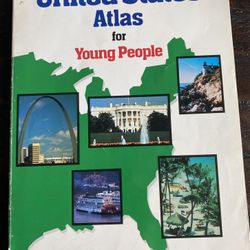 United States
Atlas
for
Young People